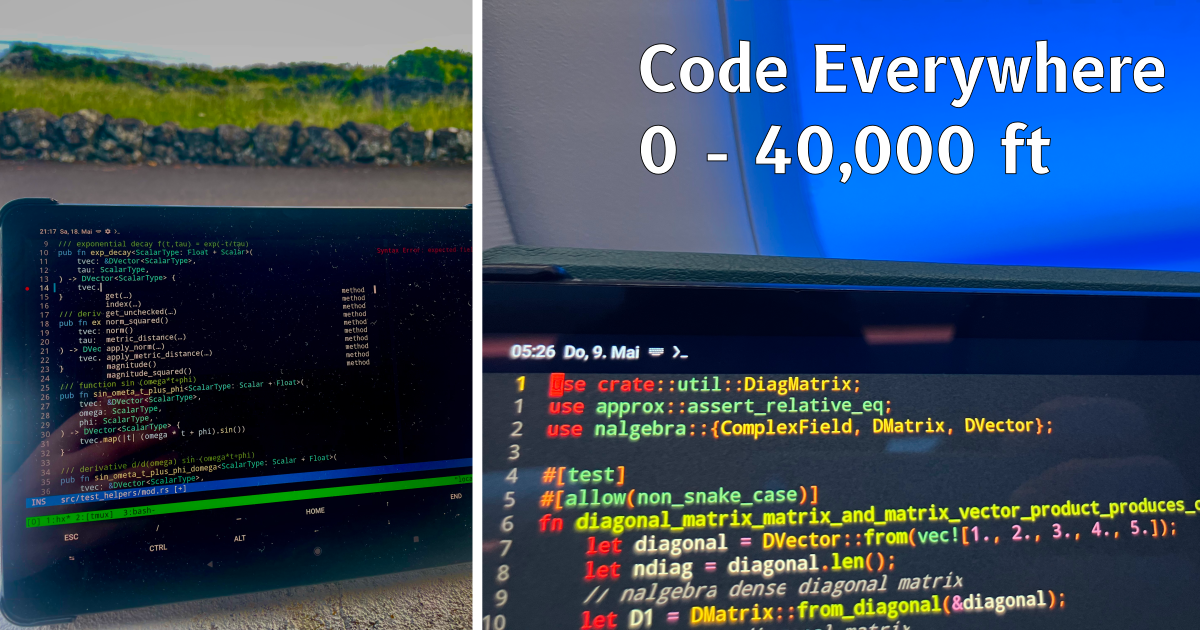 Code Everywhere
0 - 40,000 ft
21:17 Sa, 18. Mai
9 /// exponential decay f(t,tau) = exp(-t/tau)
10 pub fn exp_decay<ScalarType: Float + Scalar>(
Syntax Error: expected
11 tvec: &DVector<ScalarType>,
12 tau: ScalarType,
13 ) -> DVector<ScalarType> {
14 tvec.
15 }
get(…) method
16 index(…) method
17 /// deriv get_unchecked(…) method
18 pub fn ex norm_squared() method
19 tvec: norm() method
20 tau: metric_distance(…) method
21 ) -> DVec apply_norm(…) method
22 tvec. apply_metric_distance(…) method
23 } magnitude() method
24 magnitude_squared() method
25 /// function sin (omega*t+phi)
26 pub fn sin_ometa_t_plus_phi<ScalarType: Scalar + Float>(
27 tvec: &DVector<ScalarType>,
28 omega: ScalarType,
29 phi: ScalarType,
30 ) -> DVector<ScalarType> {
31 tvec.map(|t| (omega * t + phi).sin())
32 }
33
34 /// derivative d/d(omega) sin (omega*t+phi)
35 pub fn sin_ometa_t_plus_phi_domega<ScalarType: Scalar + Float>(
36 tvec: &DVector<ScalarType>,
INS src/test_helpers/mod.rs [+]
[0] 1:hx* 2:[tmux] 3:bash-
ESC / — HOME ↑ END
CTRL ALT ←
05:26 Do, 9. Mai
1 use crate::util::DiagMatrix;
1 use approx::assert_relative_eq;
2 use nalgebra::{ComplexField, DMatrix, DVector};
3
4 #[test]
5 #[allow(non_snake_case)]
6 fn diagonal_matrix_matrix_and_matrix_vector_product_produces_
7 let diagonal = DVector::from(vec![1., 2., 3., 4., 5.]);
8 let ndiag = diagonal.len();
9 // nalgebra dense diagonal matrix
10 let D1 = DMatrix::from_diagonal(&diagonal);